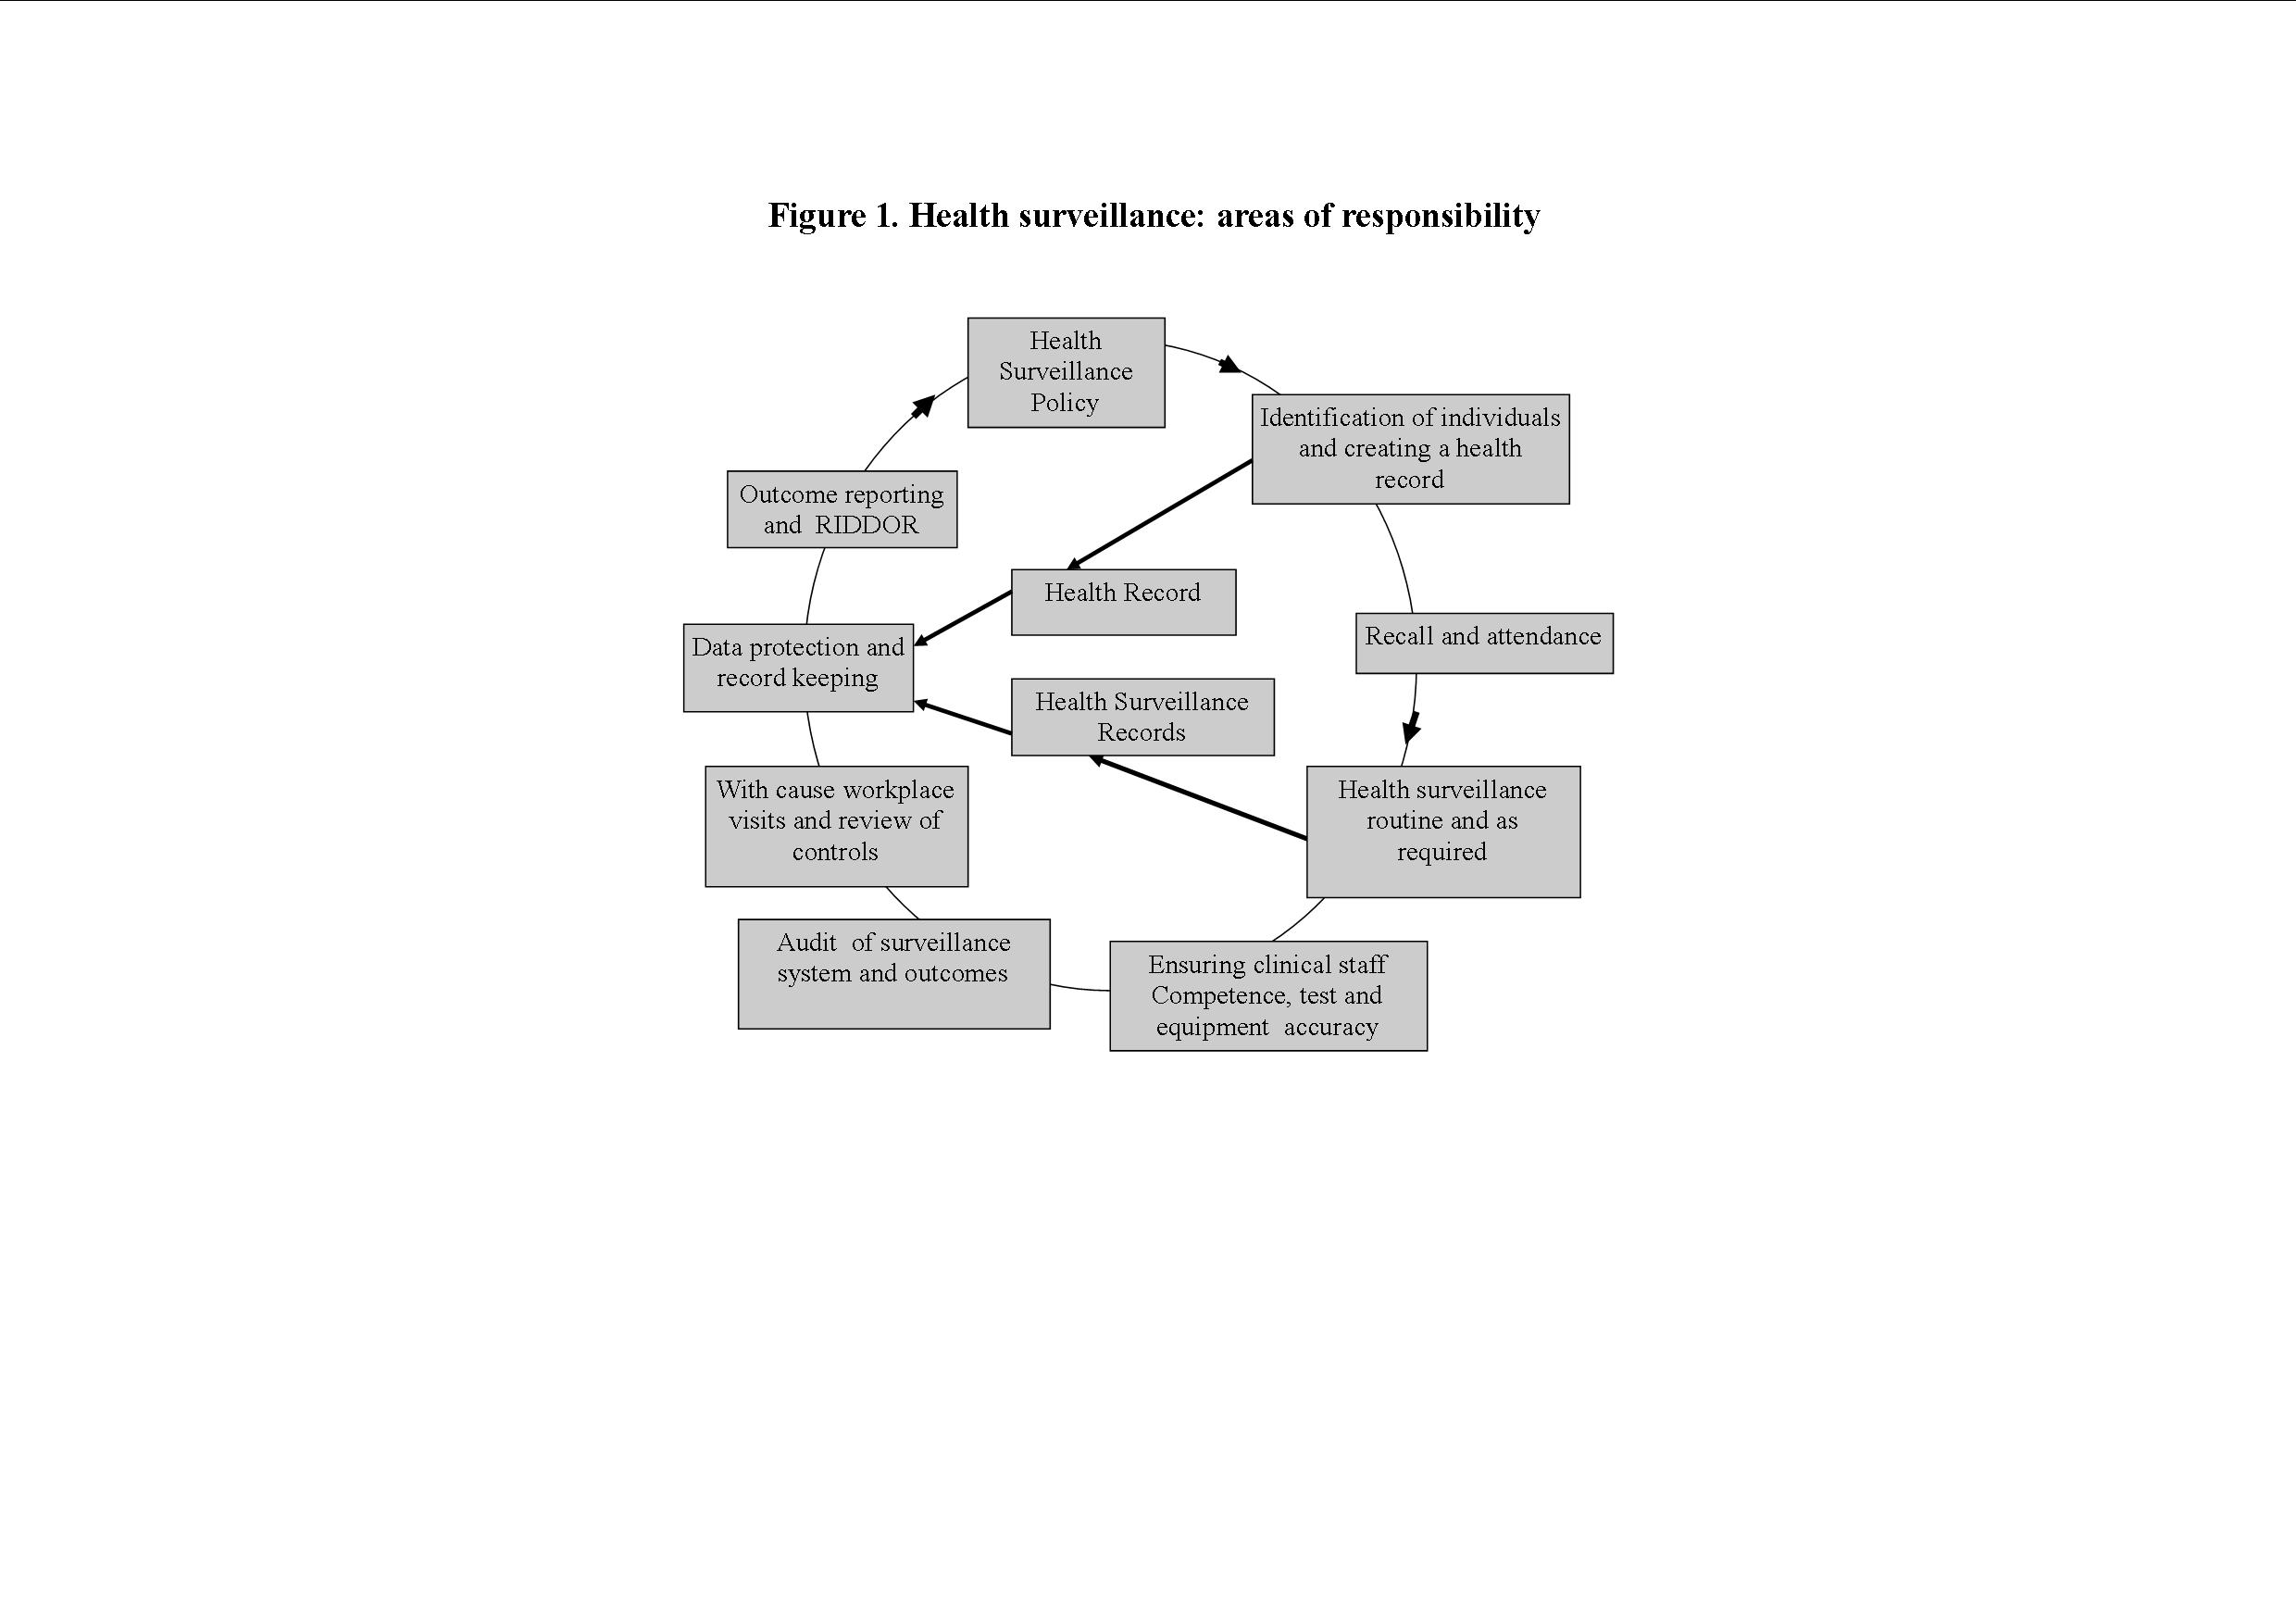 Figure 1. Health surveillance: areas of responsibility
Health
Surveillance
Policy
Identification of individuals
and creating a health
record
Outcome reporting
and  RIDDOR
Health Record
Recall and attendance
Data protection and
record keeping
Health Surveillance
Records
With cause workplace
visits and review of
controls
Health surveillance
routine and as
required
Audit  of surveillance
system and outcomes
Ensuring clinical staff
Competence, test and
equipment  accuracy